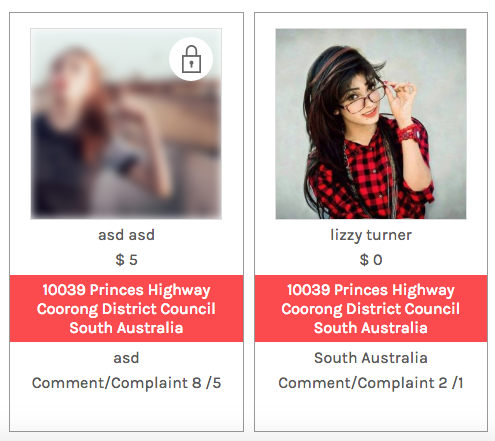 asd asd
$ 5
10039 Princes Highway
Coorong District Council
South Australia
asd
Comment/Complaint 8 /5
lizzy turner
$ 0
10039 Princes Highway
Coorong District Council
South Australia
South Australia
Comment/Complaint 2 /1